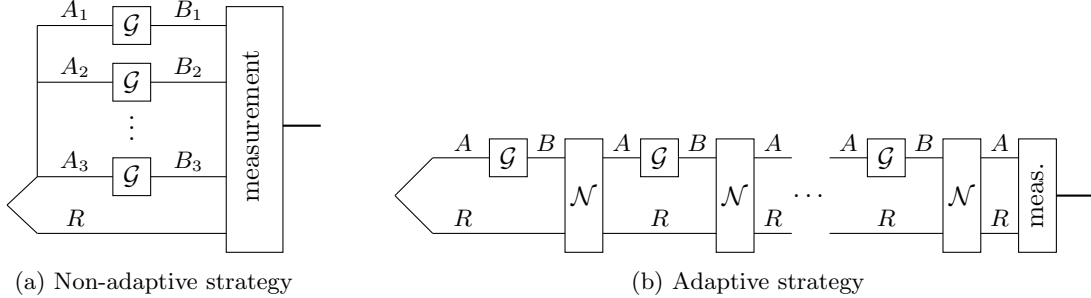 A₁ 𝒢 B₁
A₂ 𝒢 B₂
⋮
A₃ 𝒢 B₃
R
measurement
(a) Non-adaptive strategy
A 𝒢 B A 𝒢 B A A 𝒢 B A
𝒩 𝒩 ⋯ 𝒩
R R R R R
meas.
(b) Adaptive strategy